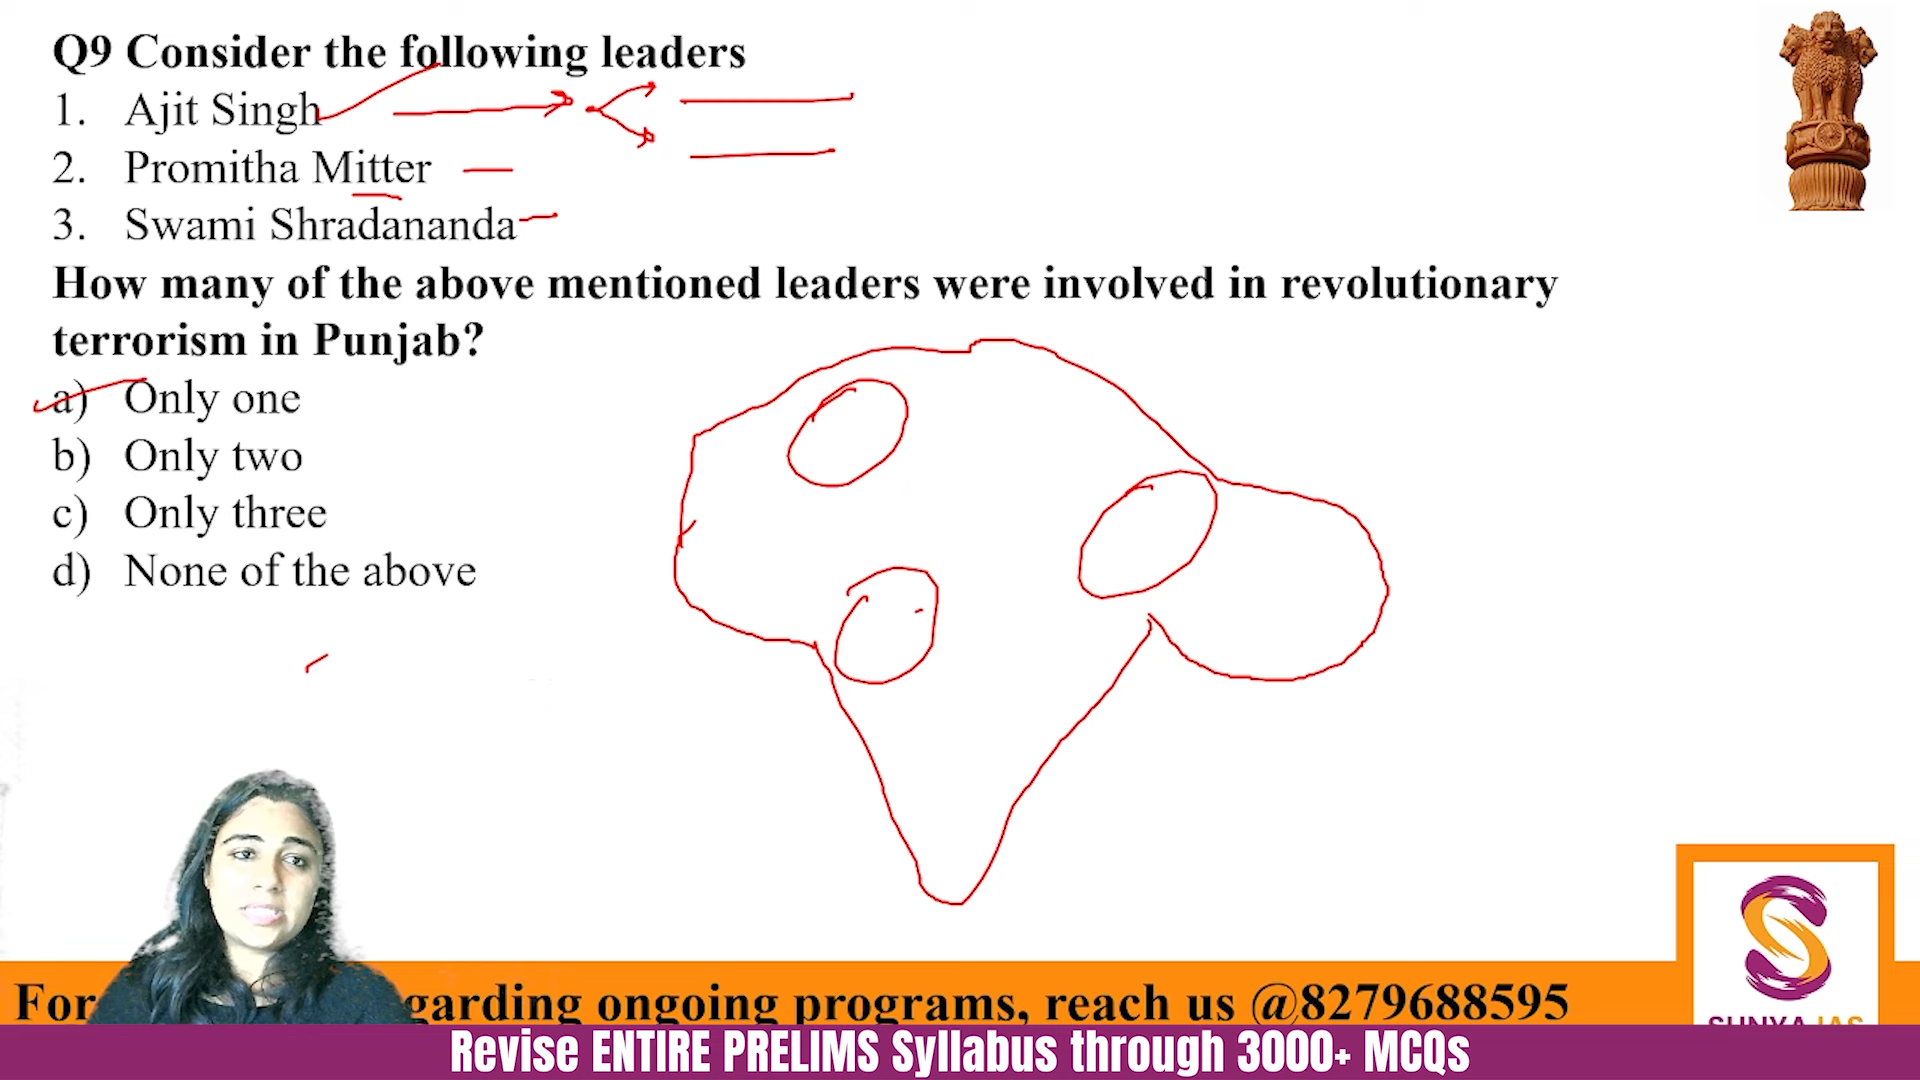 Q9 Consider the following leaders
1. Ajit Singh
2. Promitha Mitter
3. Swami Shradananda
How many of the above mentioned leaders were involved in revolutionary
terrorism in Punjab?
a) Only one
b) Only two
c) Only three
d) None of the above
For garding ongoing programs, reach us @8279688595
SUNYA IAS
Revise ENTIRE PRELIMS Syllabus through 3000+ MCQs